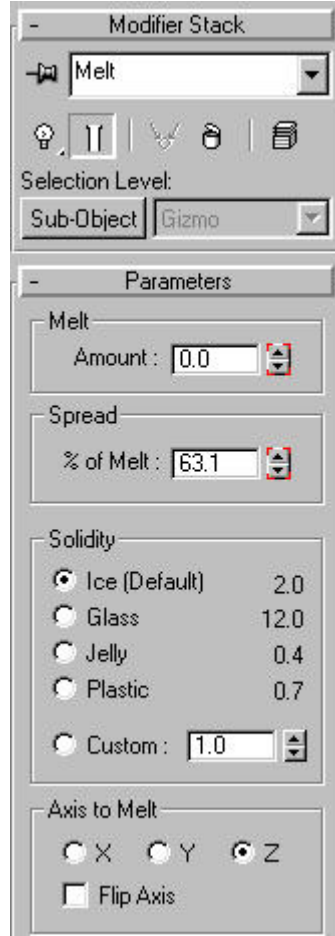 - Modifier Stack
Melt
Selection Level:
Sub-Object Gizmo
- Parameters
Melt
Amount : 0.0
Spread
% of Melt : 63.1
Solidity
Ice (Default) 2.0
Glass 12.0
Jelly 0.4
Plastic 0.7
Custom : 1.0
Axis to Melt
X Y Z
Flip Axis